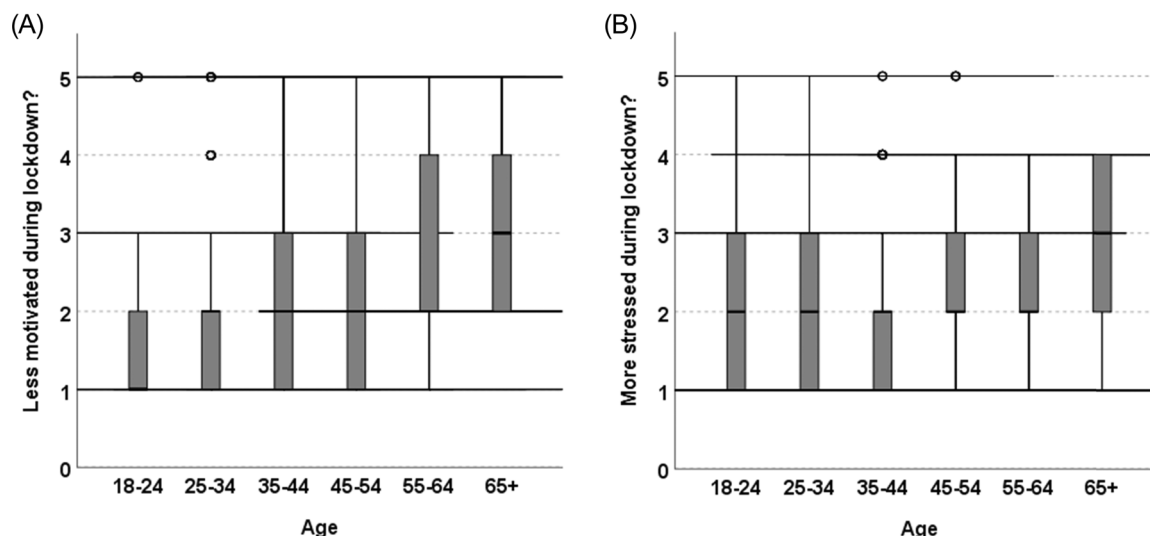 (A)
Less motivated during lockdown?
5
4
3
2
1
0
18-24 25-34 35-44 45-54 55-64 65+
Age
(B)
More stressed during lockdown?
5
4
3
2
1
0
18-24 25-34 35-44 45-54 55-64 65+
Age